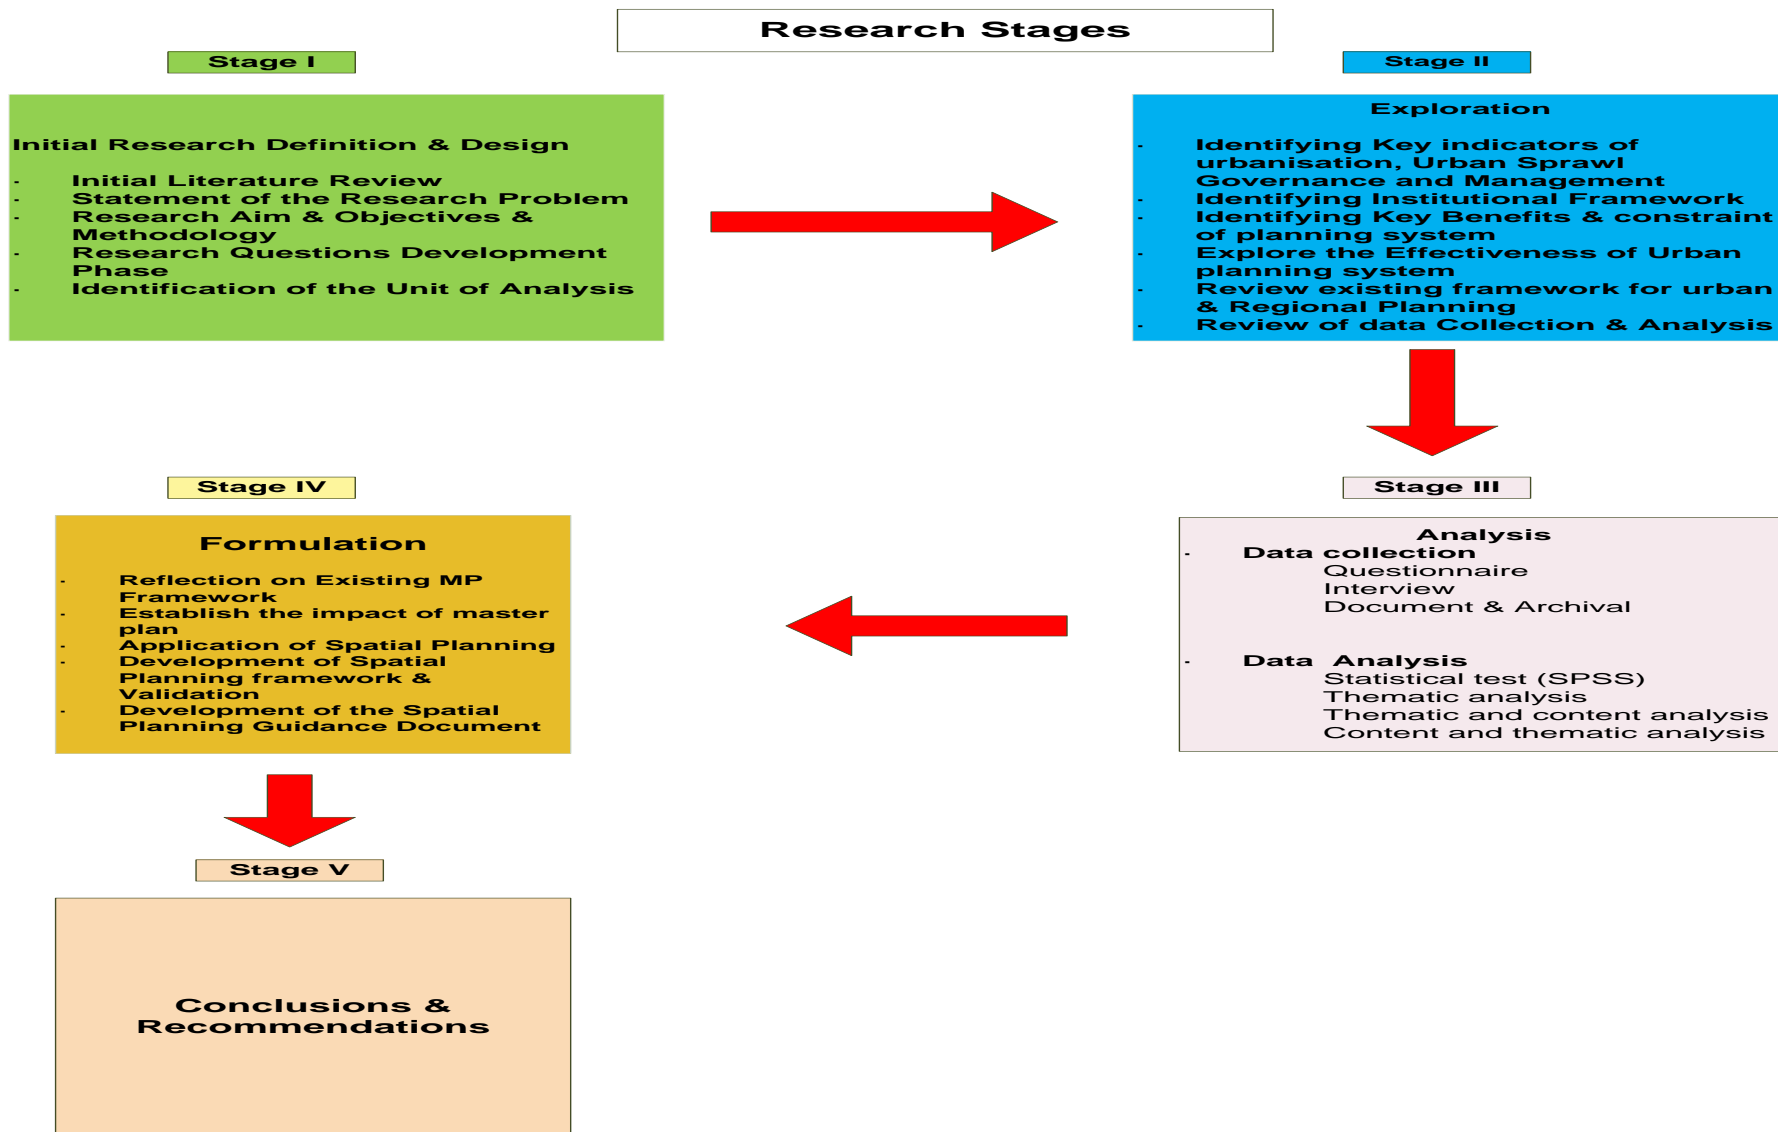 Research Stages
Stage I
Initial Research Definition & Design
- Initial Literature Review
- Statement of the Research Problem
- Research Aim & Objectives &
Methodology
- Research Questions Development
Phase
- Identification of the Unit of Analysis
Stage II
Exploration
- Identifying Key indicators of
urbanisation, Urban Sprawl
Governance and Management
- Identifying Institutional Framework
- Identifying Key Benefits & constraint
of planning system
- Explore the Effectiveness of Urban
planning system
- Review existing framework for urban
& Regional Planning
- Review of data Collection & Analysis
Stage III
Analysis
- Data collection
Questionnaire
Interview
Document & Archival
- Data Analysis
Statistical test (SPSS)
Thematic analysis
Thematic and content analysis
Content and thematic analysis
Stage IV
Formulation
- Reflection on Existing MP
Framework
- Establish the impact of master
plan
- Application of Spatial Planning
- Development of Spatial
Planning framework &
Validation
- Development of the Spatial
Planning Guidance Document
Stage V
Conclusions &
Recommendations